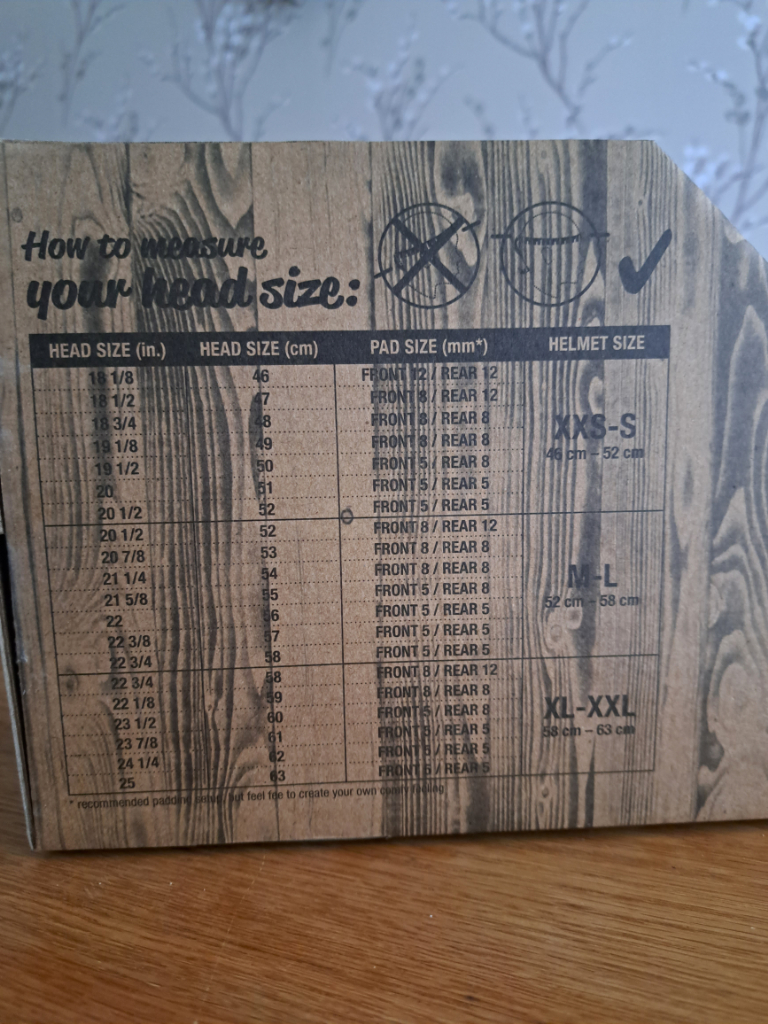 How to measure
your head size:
HEAD SIZE (in.) HEAD SIZE (cm) PAD SIZE (mm*) HELMET SIZE
18 1/8 46 FRONT 12 / REAR 12
18 1/2 47 FRONT 8 / REAR 12
18 3/4 48 FRONT 8 / REAR 8
XXS-S
19 1/8 49 FRONT 8 / REAR 8
46 cm – 52 cm
19 1/2 50 FRONT 5 / REAR 8
20 51 FRONT 5 / REAR 5
20 1/2 52 FRONT 5 / REAR 5
20 1/2 52 FRONT 8 / REAR 12
20 7/8 53 FRONT 8 / REAR 8
21 1/4 54 FRONT 8 / REAR 8
M-L
21 5/8 55 FRONT 5 / REAR 8
52 cm – 58 cm
22 56 FRONT 5 / REAR 5
22 3/8 57 FRONT 5 / REAR 5
22 3/4 58 FRONT 5 / REAR 5
22 3/4 58 FRONT 8 / REAR 12
22 1/8 59 FRONT 8 / REAR 8
23 1/2 60 FRONT 5 / REAR 8
XL-XXL
23 7/8 61 FRONT 5 / REAR 5
58 cm – 63 cm
24 1/4 62 FRONT 5 / REAR 5
25 63 FRONT 5 / REAR 5
* recommended padding setup, but feel fee to create your own comfy feeling